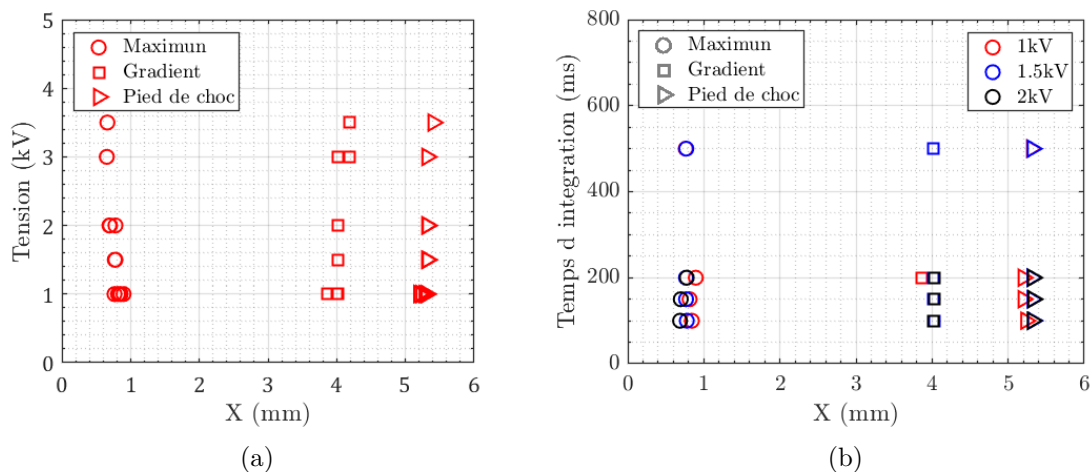 Maximun
Gradient
Pied de choc
Tension (kV)
5
4
3
2
1
0
0 1 2 3 4 5 6
X (mm)
(a)
Maximun
Gradient
Pied de choc
1kV
1.5kV
2kV
Temps d integration (ms)
800
600
400
200
0
0 1 2 3 4 5 6
X (mm)
(b)